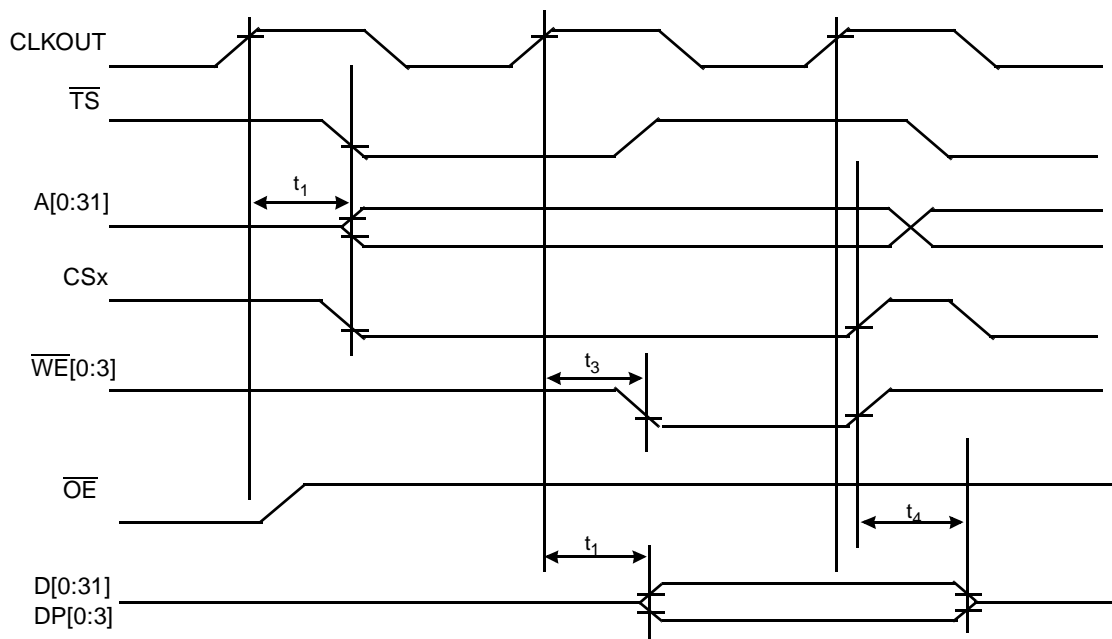 CLKOUT
TS
t1
A[0:31]
CSx
WE[0:3]
t3
OE
t4
t1
D[0:31]
DP[0:3]